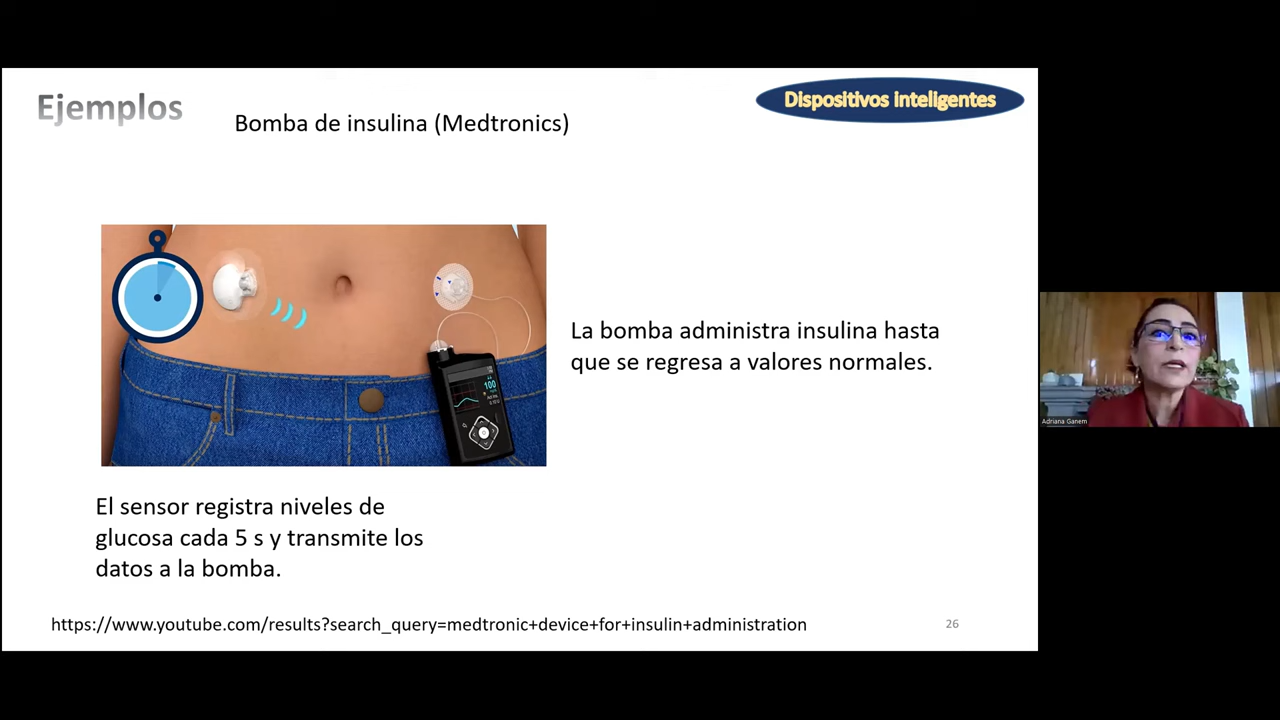 Ejemplos
Dispositivos inteligentes
Bomba de insulina (Medtronics)
100
La bomba administra insulina hasta
que se regresa a valores normales.
El sensor registra niveles de
glucosa cada 5 s y transmite los
datos a la bomba.
https://www.youtube.com/results?search_query=medtronic+device+for+insulin+administration
26
Adriana Ganem